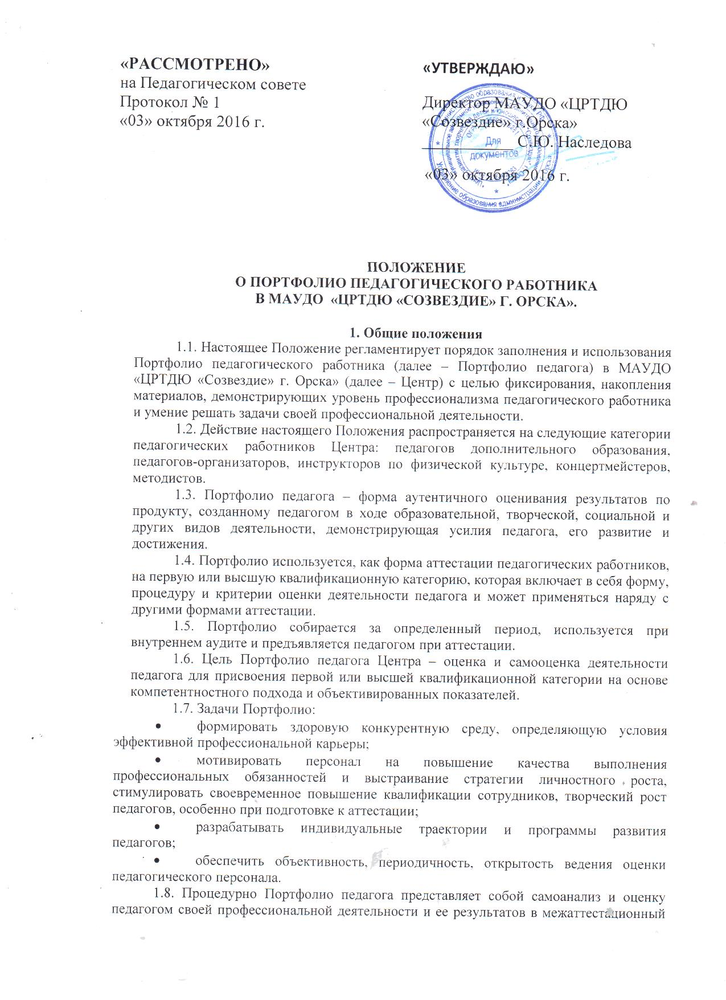 «РАССМОТРЕНО»
на Педагогическом совете
Протокол № 1
«03» октября 2016 г.
«УТВЕРЖДАЮ»
Директор МАУДО «ЦРТДЮ
«Созвездие» г.Орска»
____________ С.Ю. Наследова
«03» октября 2016 г.
Для
документов
Управление образования администрации г. Орска
ПОЛОЖЕНИЕ
О ПОРТФОЛИО ПЕДАГОГИЧЕСКОГО РАБОТНИКА
В МАУДО «ЦРТДЮ «СОЗВЕЗДИЕ» Г. ОРСКА».
1. Общие положения
1.1. Настоящее Положение регламентирует порядок заполнения и использования
Портфолио педагогического работника (далее – Портфолио педагога) в МАУДО
«ЦРТДЮ «Созвездие» г. Орска» (далее – Центр) с целью фиксирования, накопления
материалов, демонстрирующих уровень профессионализма педагогического работника
и умение решать задачи своей профессиональной деятельности.
1.2. Действие настоящего Положения распространяется на следующие категории
педагогических работников Центра: педагогов дополнительного образования,
педагогов-организаторов, инструкторов по физической культуре, концертмейстеров,
методистов.
1.3. Портфолио педагога – форма аутентичного оценивания результатов по
продукту, созданному педагогом в ходе образовательной, творческой, социальной и
других видов деятельности, демонстрирующая усилия педагога, его развитие и
достижения.
1.4. Портфолио используется, как форма аттестации педагогических работников,
на первую или высшую квалификационную категорию, которая включает в себя форму,
процедуру и критерии оценки деятельности педагога и может применяться наряду с
другими формами аттестации.
1.5. Портфолио собирается за определенный период, используется при
внутреннем аудите и предъявляется педагогом при аттестации.
1.6. Цель Портфолио педагога Центра – оценка и самооценка деятельности
педагога для присвоения первой или высшей квалификационной категории на основе
компетентностного подхода и объективированных показателей.
1.7. Задачи Портфолио:
• формировать здоровую конкурентную среду, определяющую условия
эффективной профессиональной карьеры;
• мотивировать персонал на повышение качества выполнения
профессиональных обязанностей и выстраивание стратегии личностного роста,
стимулировать своевременное повышение квалификации сотрудников, творческий рост
педагогов, особенно при подготовке к аттестации;
• разрабатывать индивидуальные траектории и программы развития
педагогов;
• обеспечить объективность, периодичность, открытость ведения оценки
педагогического персонала.
1.8. Процедурно Портфолио педагога представляет собой самоанализ и оценку
педагогом своей профессиональной деятельности и ее результатов в межаттестационный